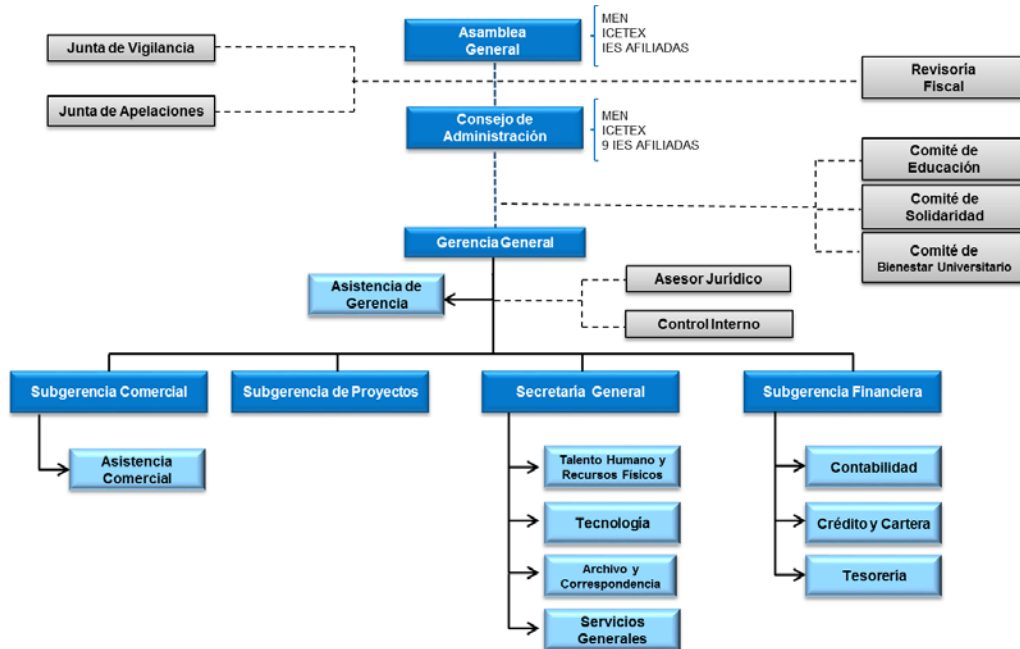 Asamblea
General
MEN
ICETEX
IES AFILIADAS
Junta de Vigilancia
Junta de Apelaciones
Revisoría
Fiscal
Consejo de
Administración
MEN
ICETEX
9 IES AFILIADAS
Comité de
Educación
Comité de
Solidaridad
Comité de
Bienestar Universitario
Gerencia General
Asistencia de
Gerencia
Asesor Jurídico
Control Interno
Subgerencia Comercial
Subgerencia de Proyectos
Secretaria General
Subgerencia Financiera
Asistencia
Comercial
Talento Humano y
Recursos Físicos
Tecnología
Archivo y
Correspondencia
Servicios
Generales
Contabilidad
Crédito y Cartera
Tesorería